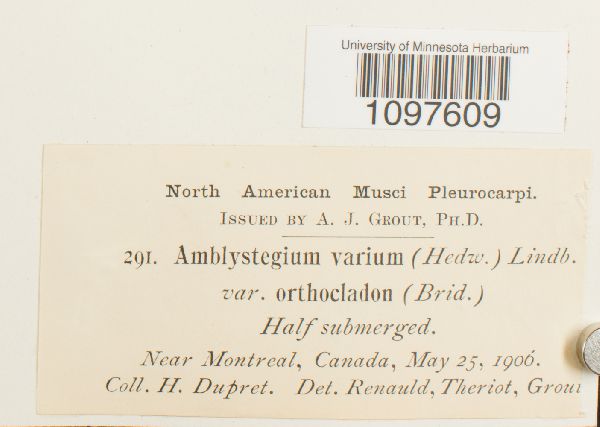 University of Minnesota Herbarium
1097609
North American Musci Pleurocarpi.
Issued by A. J. Grout, Ph.D.
291. Amblystegium varium (Hedw.) Lindb.
var. orthocladon (Brid.)
Half submerged.
Near Montreal, Canada, May 25, 1906.
Coll. H. Dupret. Det. Renauld, Theriot, Grout